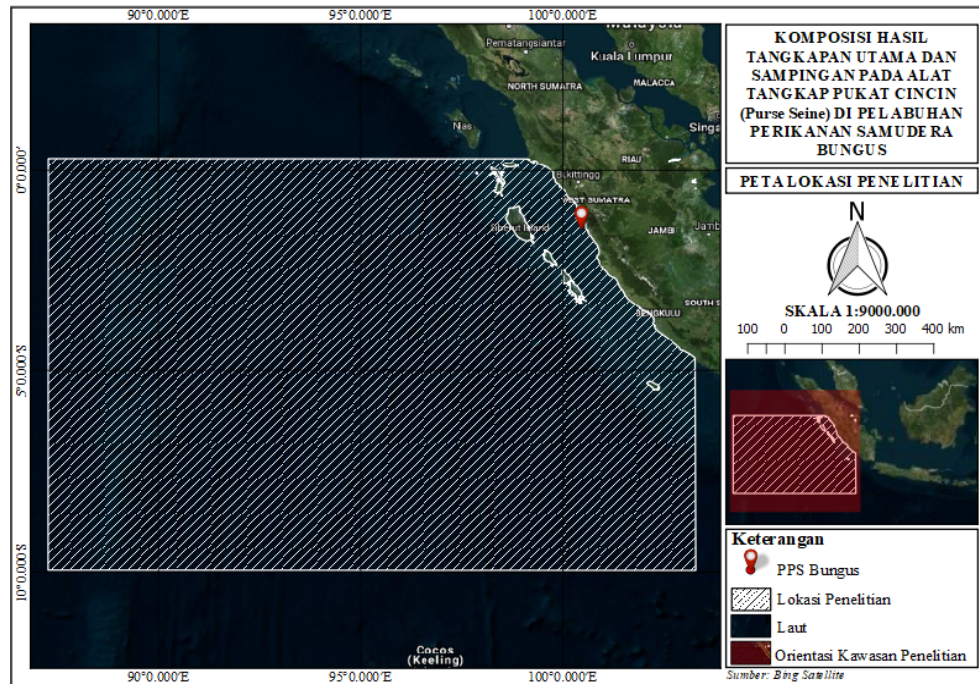 90°0.000'E 95°0.000'E 100°0.000'E
Malaysia
Pematangsiantar
Kuala Lumpur
MALACCA
NORTH SUMATRA
Nias
Singa
RIAU
0°0.000'
Bukittingg
WEST SUMATRA
Siberut Island
JAMBI
Jamb
SOUTH S
BENGKULU
5°0.000'S
10°0.000'S
Cocos
(Keeling)
90°0.000'E 95°0.000'E 100°0.000'E
KOMPOSISI HASIL
TANGKAPAN UTAMA DAN
SAMPINGAN PADA ALAT
TANGKAP PUKAT CINCIN
(Purse Seine) DI PELABUHAN
PERIKANAN SAMUDERA
BUNGUS
PETA LOKASI PENELITIAN
N
SKALA 1:9000.000
100 0 100 200 300 400 km
Keterangan
PPS Bungus
Lokasi Penelitian
Laut
Orientasi Kawasan Penelitian
Sumber: Bing Satellite